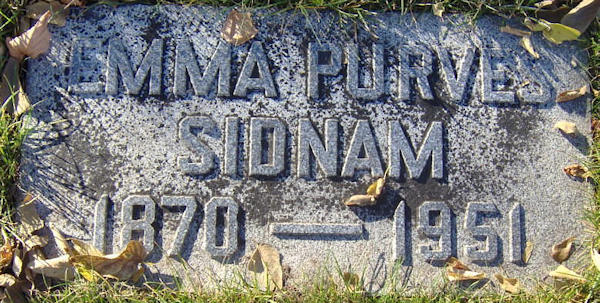 EMMA PURVES
SIDNAM
1870 — 1951